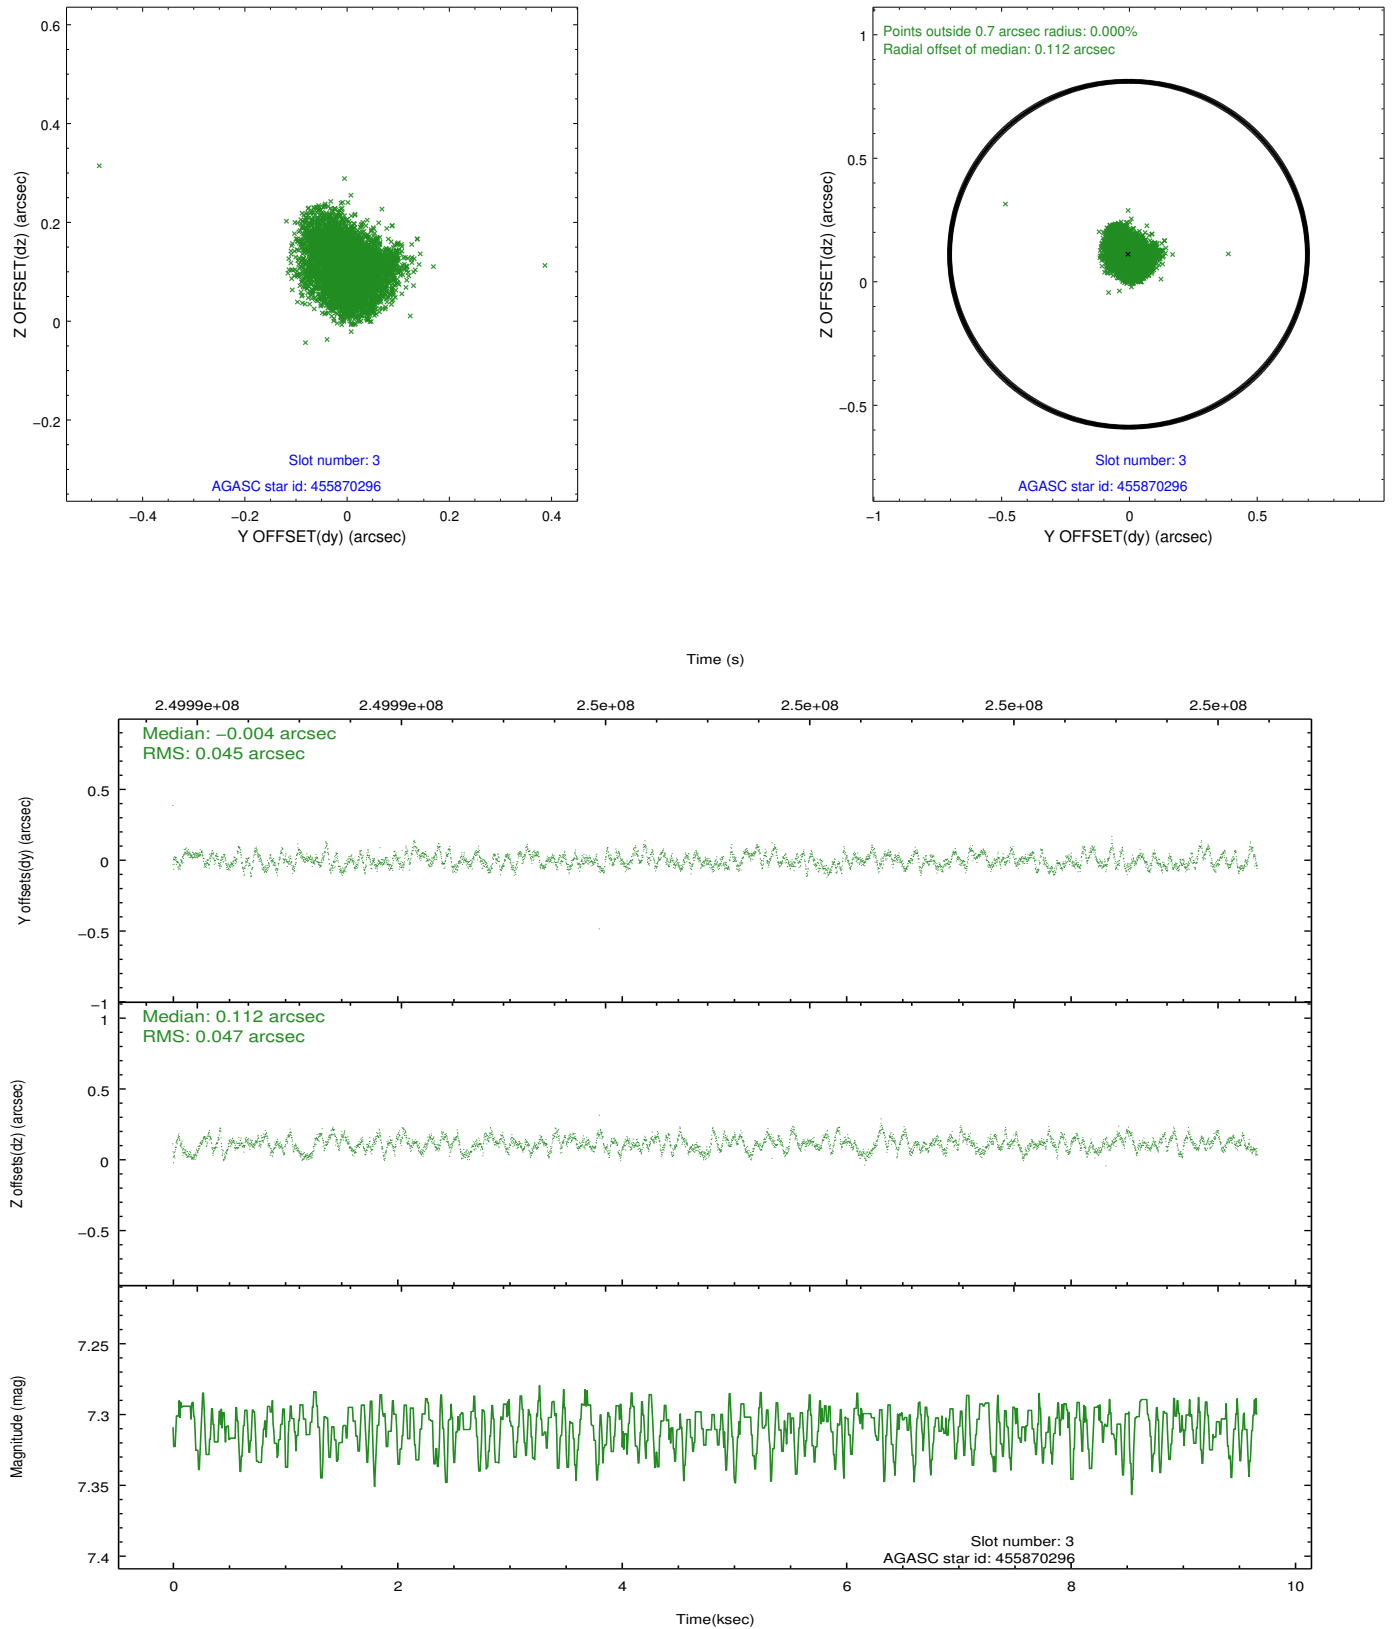 0.6
0.4
0.2
0
−0.2
Z OFFSET(dz) (arcsec)
Slot number: 3
AGASC star id: 455870296
−0.4 −0.2 0 0.2 0.4
Y OFFSET(dy) (arcsec)
Points outside 0.7 arcsec radius: 0.000%
Radial offset of median: 0.112 arcsec
1
0.5
0
−0.5
Z OFFSET(dz) (arcsec)
Slot number: 3
AGASC star id: 455870296
−1 −0.5 0 0.5
Y OFFSET(dy) (arcsec)
Time (s)
2.4999e+08 2.4999e+08 2.5e+08 2.5e+08 2.5e+08 2.5e+08
Median: −0.004 arcsec
RMS: 0.045 arcsec
0.5
0
−0.5
−1
Y offsets(dy) (arcsec)
Median: 0.112 arcsec
RMS: 0.047 arcsec
1
0.5
0
−0.5
Z offsets(dz) (arcsec)
7.25
7.3
7.35
7.4
Magnitude (mag)
Slot number: 3
AGASC star id: 455870296
0 2 4 6 8 10
Time(ksec)